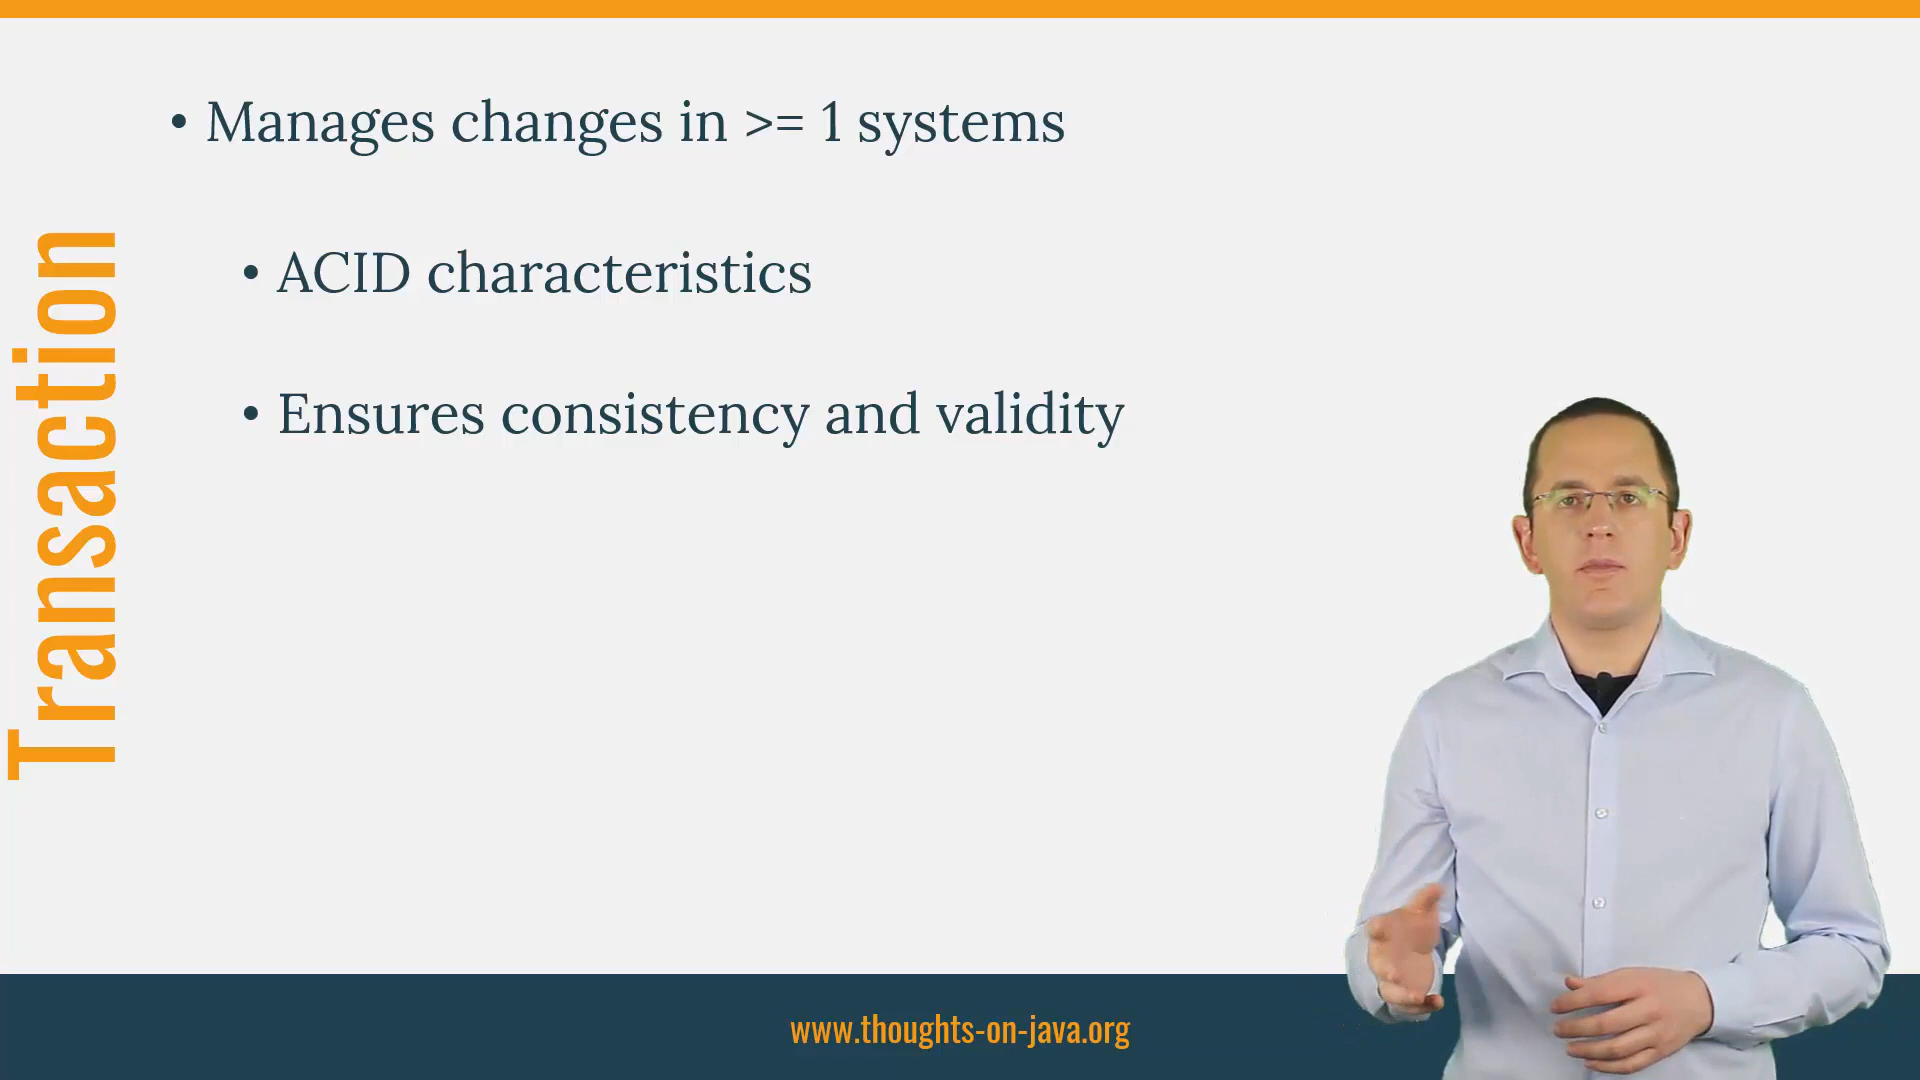 Transaction
• Manages changes in >= 1 systems
• ACID characteristics
• Ensures consistency and validity
www.thoughts-on-java.org